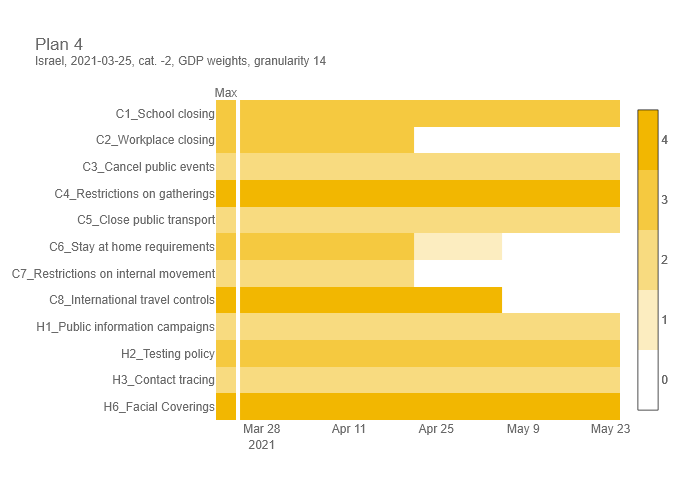 Plan 4
Israel, 2021-03-25, cat. -2, GDP weights, granularity 14
Max
C1_School closing
C2_Workplace closing
C3_Cancel public events
C4_Restrictions on gatherings
C5_Close public transport
C6_Stay at home requirements
C7_Restrictions on internal movement
C8_International travel controls
H1_Public information campaigns
H2_Testing policy
H3_Contact tracing
H6_Facial Coverings
4
3
2
1
0
Mar 28 Apr 11 Apr 25 May 9 May 23
2021